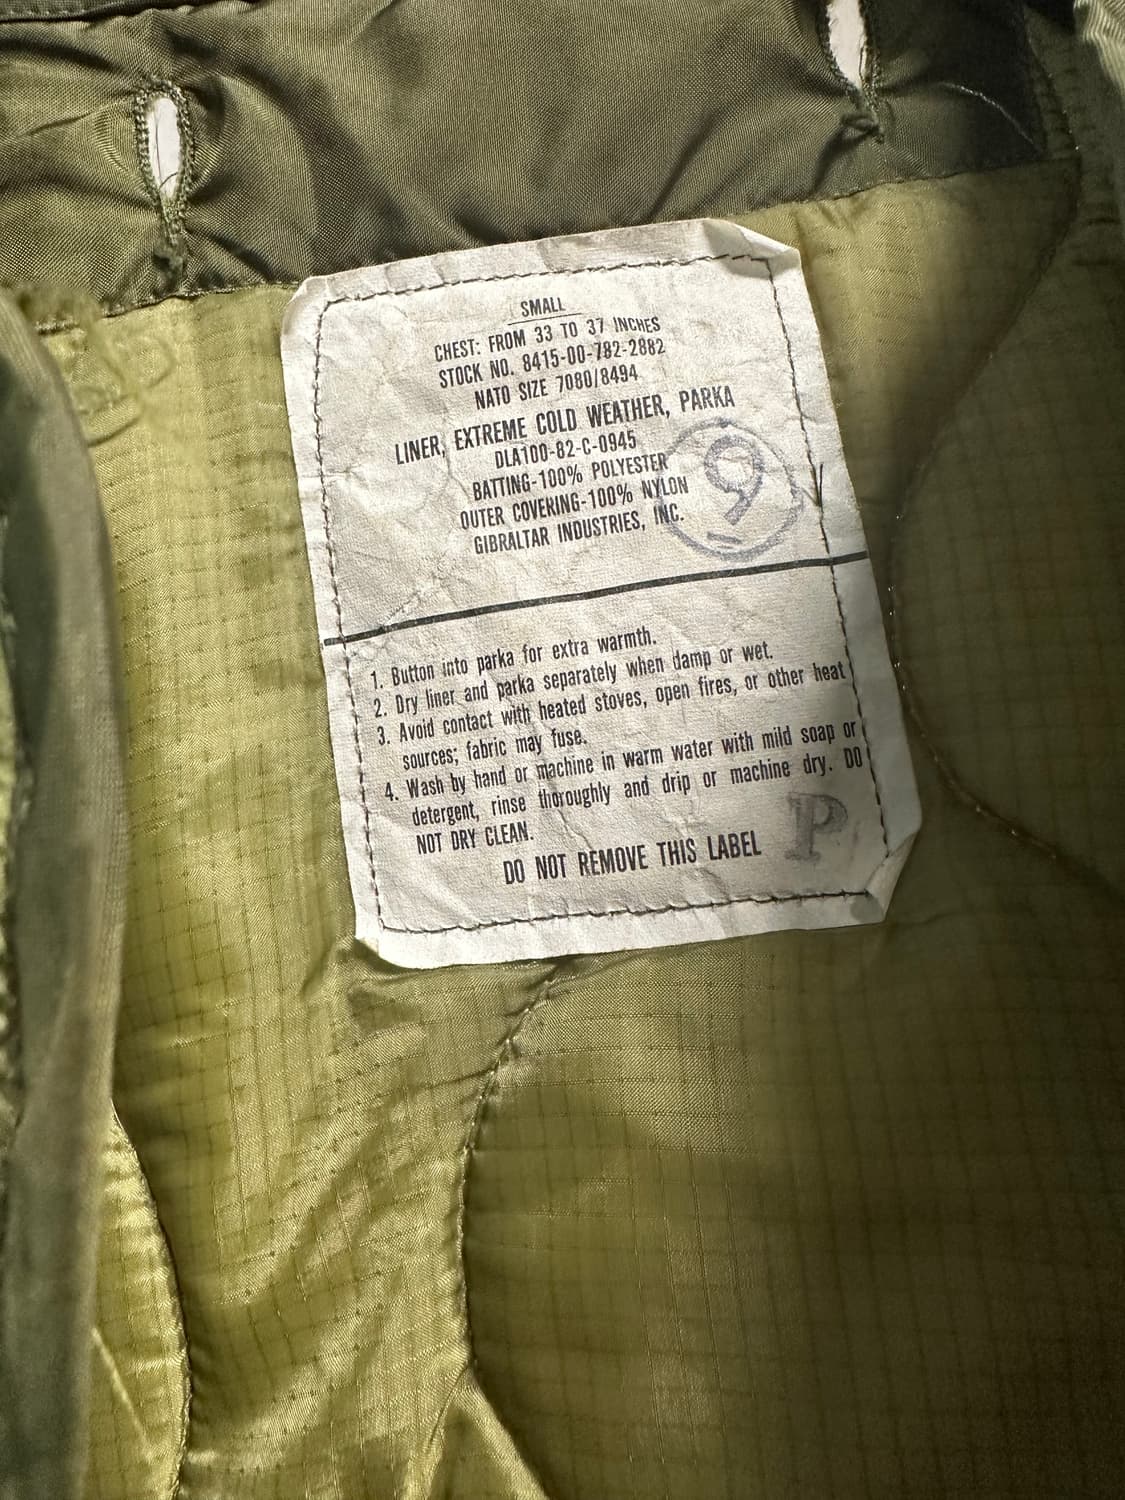 SMALL
CHEST: FROM 33 TO 37 INCHES
STOCK NO. 8415-00-782-2882
NATO SIZE 7080/8494
LINER, EXTREME COLD WEATHER, PARKA
DLA100-82-C-0945
BATTING-100% POLYESTER
OUTER COVERING-100% NYLON
GIBRALTAR INDUSTRIES, INC.
9
1. Button into parka for extra warmth.
2. Dry liner and parka separately when damp or wet.
3. Avoid contact with heated stoves, open fires, or other heat
sources; fabric may fuse.
4. Wash by hand or machine in warm water with mild soap or
detergent, rinse thoroughly and drip or machine dry. DO
NOT DRY CLEAN.
DO NOT REMOVE THIS LABEL
P